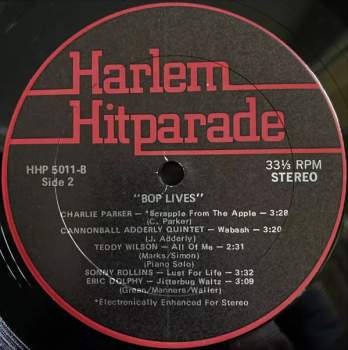 Harlem
Hitparade
HHP 5011-B
Side 2
33⅓ RPM
STEREO
"BOP LIVES"
CHARLIE PARKER – *Scrapple From The Apple – 3:28
(C. Parker)
CANNONBALL ADDERLY QUINTET – Wabash – 3:20
(J. Adderly)
TEDDY WILSON – All Of Me – 2:31
(Marks/Simon)
(Piano Solo)
SONNY ROLLINS – Lust For Life – 3:32
ERIC DOLPHY – Jitterbug Waltz – 3:09
(Green/Manners/Waller)
*Electronically Enhanced For Stereo